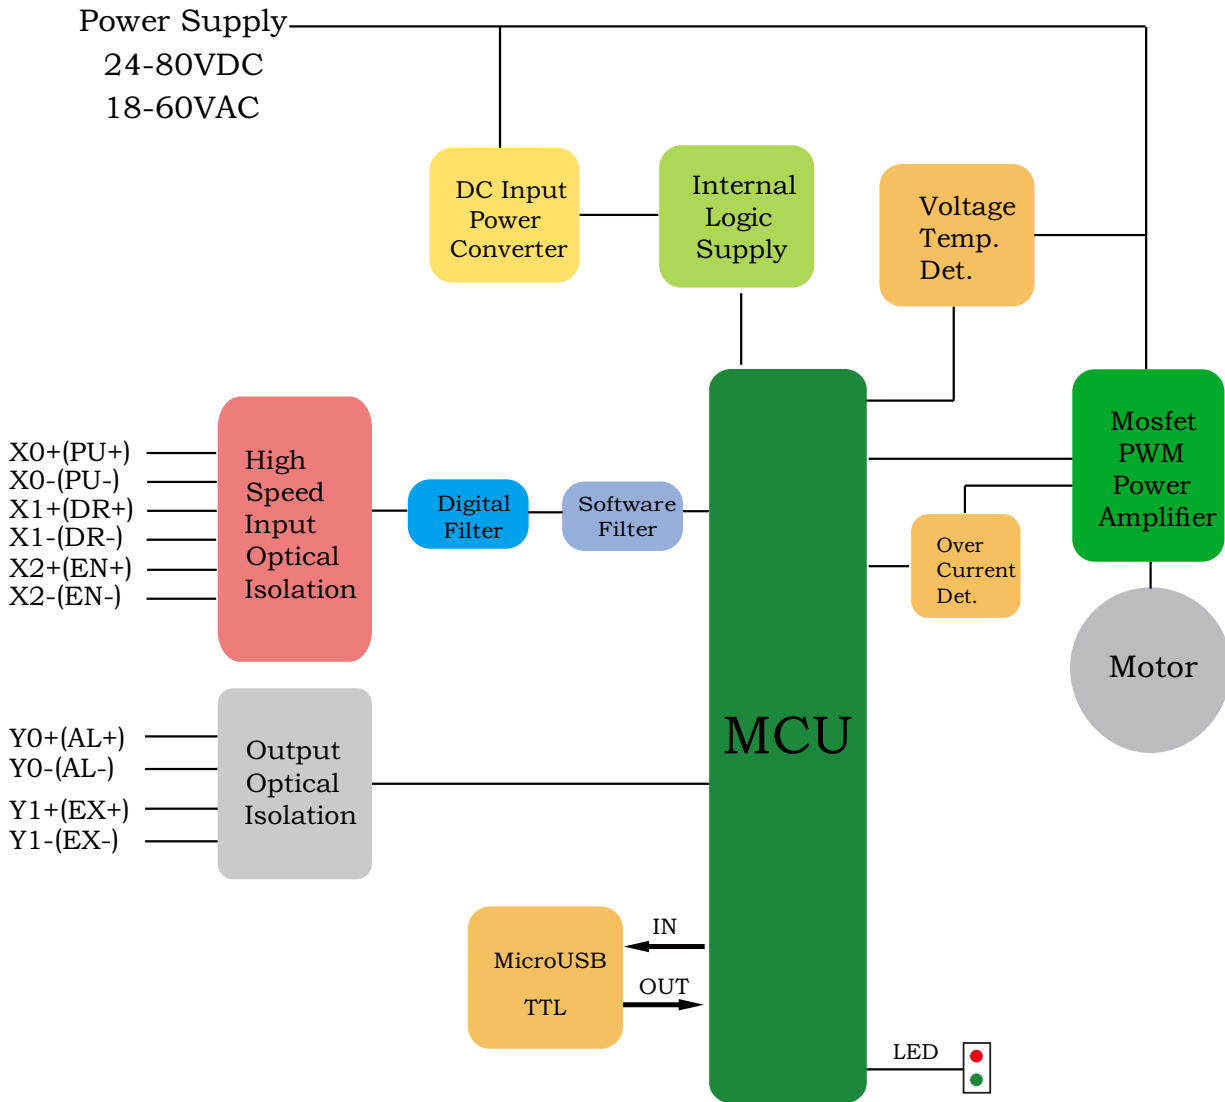 Power Supply
24-80VDC
18-60VAC
DC Input
Power
Converter
Internal
Logic
Supply
Voltage
Temp.
Det.
X0+(PU+)
X0-(PU-)
X1+(DR+)
X1-(DR-)
X2+(EN+)
X2-(EN-)
High
Speed
Input
Optical
Isolation
Digital
Filter
Software
Filter
Mosfet
PWM
Power
Amplifier
Over
Current
Det.
Motor
MCU
Y0+(AL+)
Y0-(AL-)
Y1+(EX+)
Y1-(EX-)
Output
Optical
Isolation
MicroUSB
TTL
IN
OUT
LED